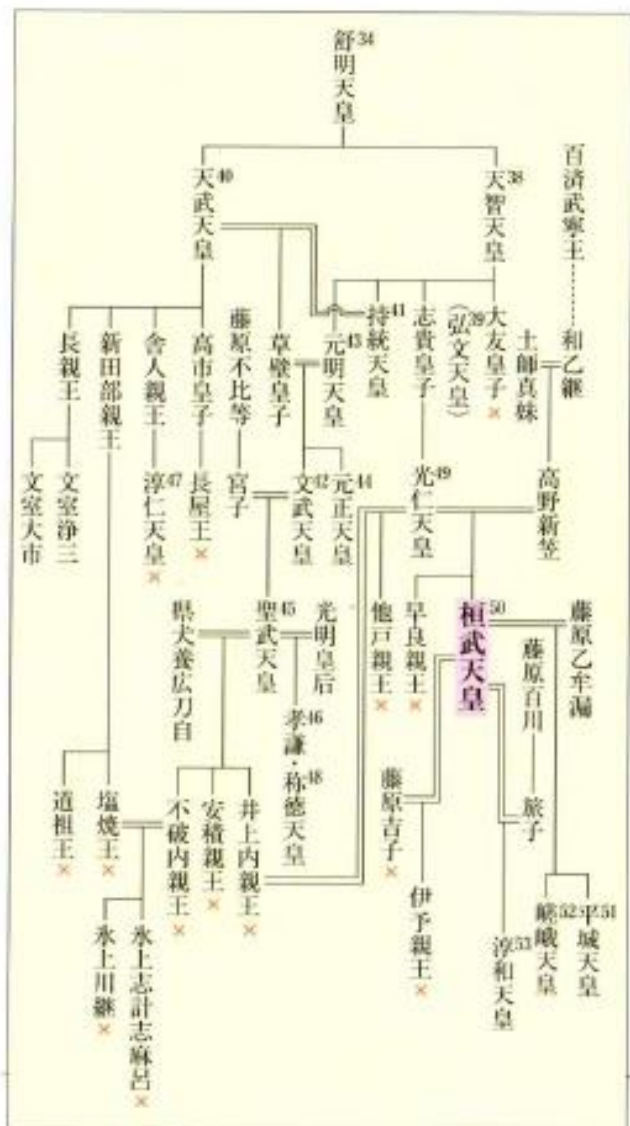 舒明天皇34
百済武寧王
天智天皇38
天武天皇40
和乙継
土師真妹
大友皇子×
（弘文天皇）39
志貴皇子
持統天皇41
元明天皇43
草壁皇子
藤原不比等
高市皇子
舎人親王
新田部親王
長親王
高野新笠
光仁天皇49
元正天皇44
文武天皇42
宮子
長屋王×
淳仁天皇47×
文室浄三
文室大市
藤原乙牟漏
藤原百川
桓武天皇50
早良親王×
他戸親王×
光明皇后
聖武天皇45
県犬養広刀自
旅子
藤原吉子×
孝謙・称徳天皇46 48
井上内親王×
安積親王×
不破内親王×
塩焼王×
道祖王×
平城天皇51
嵯峨天皇52
淳和天皇53
伊予親王×
氷上志計志麻呂×
氷上川継×